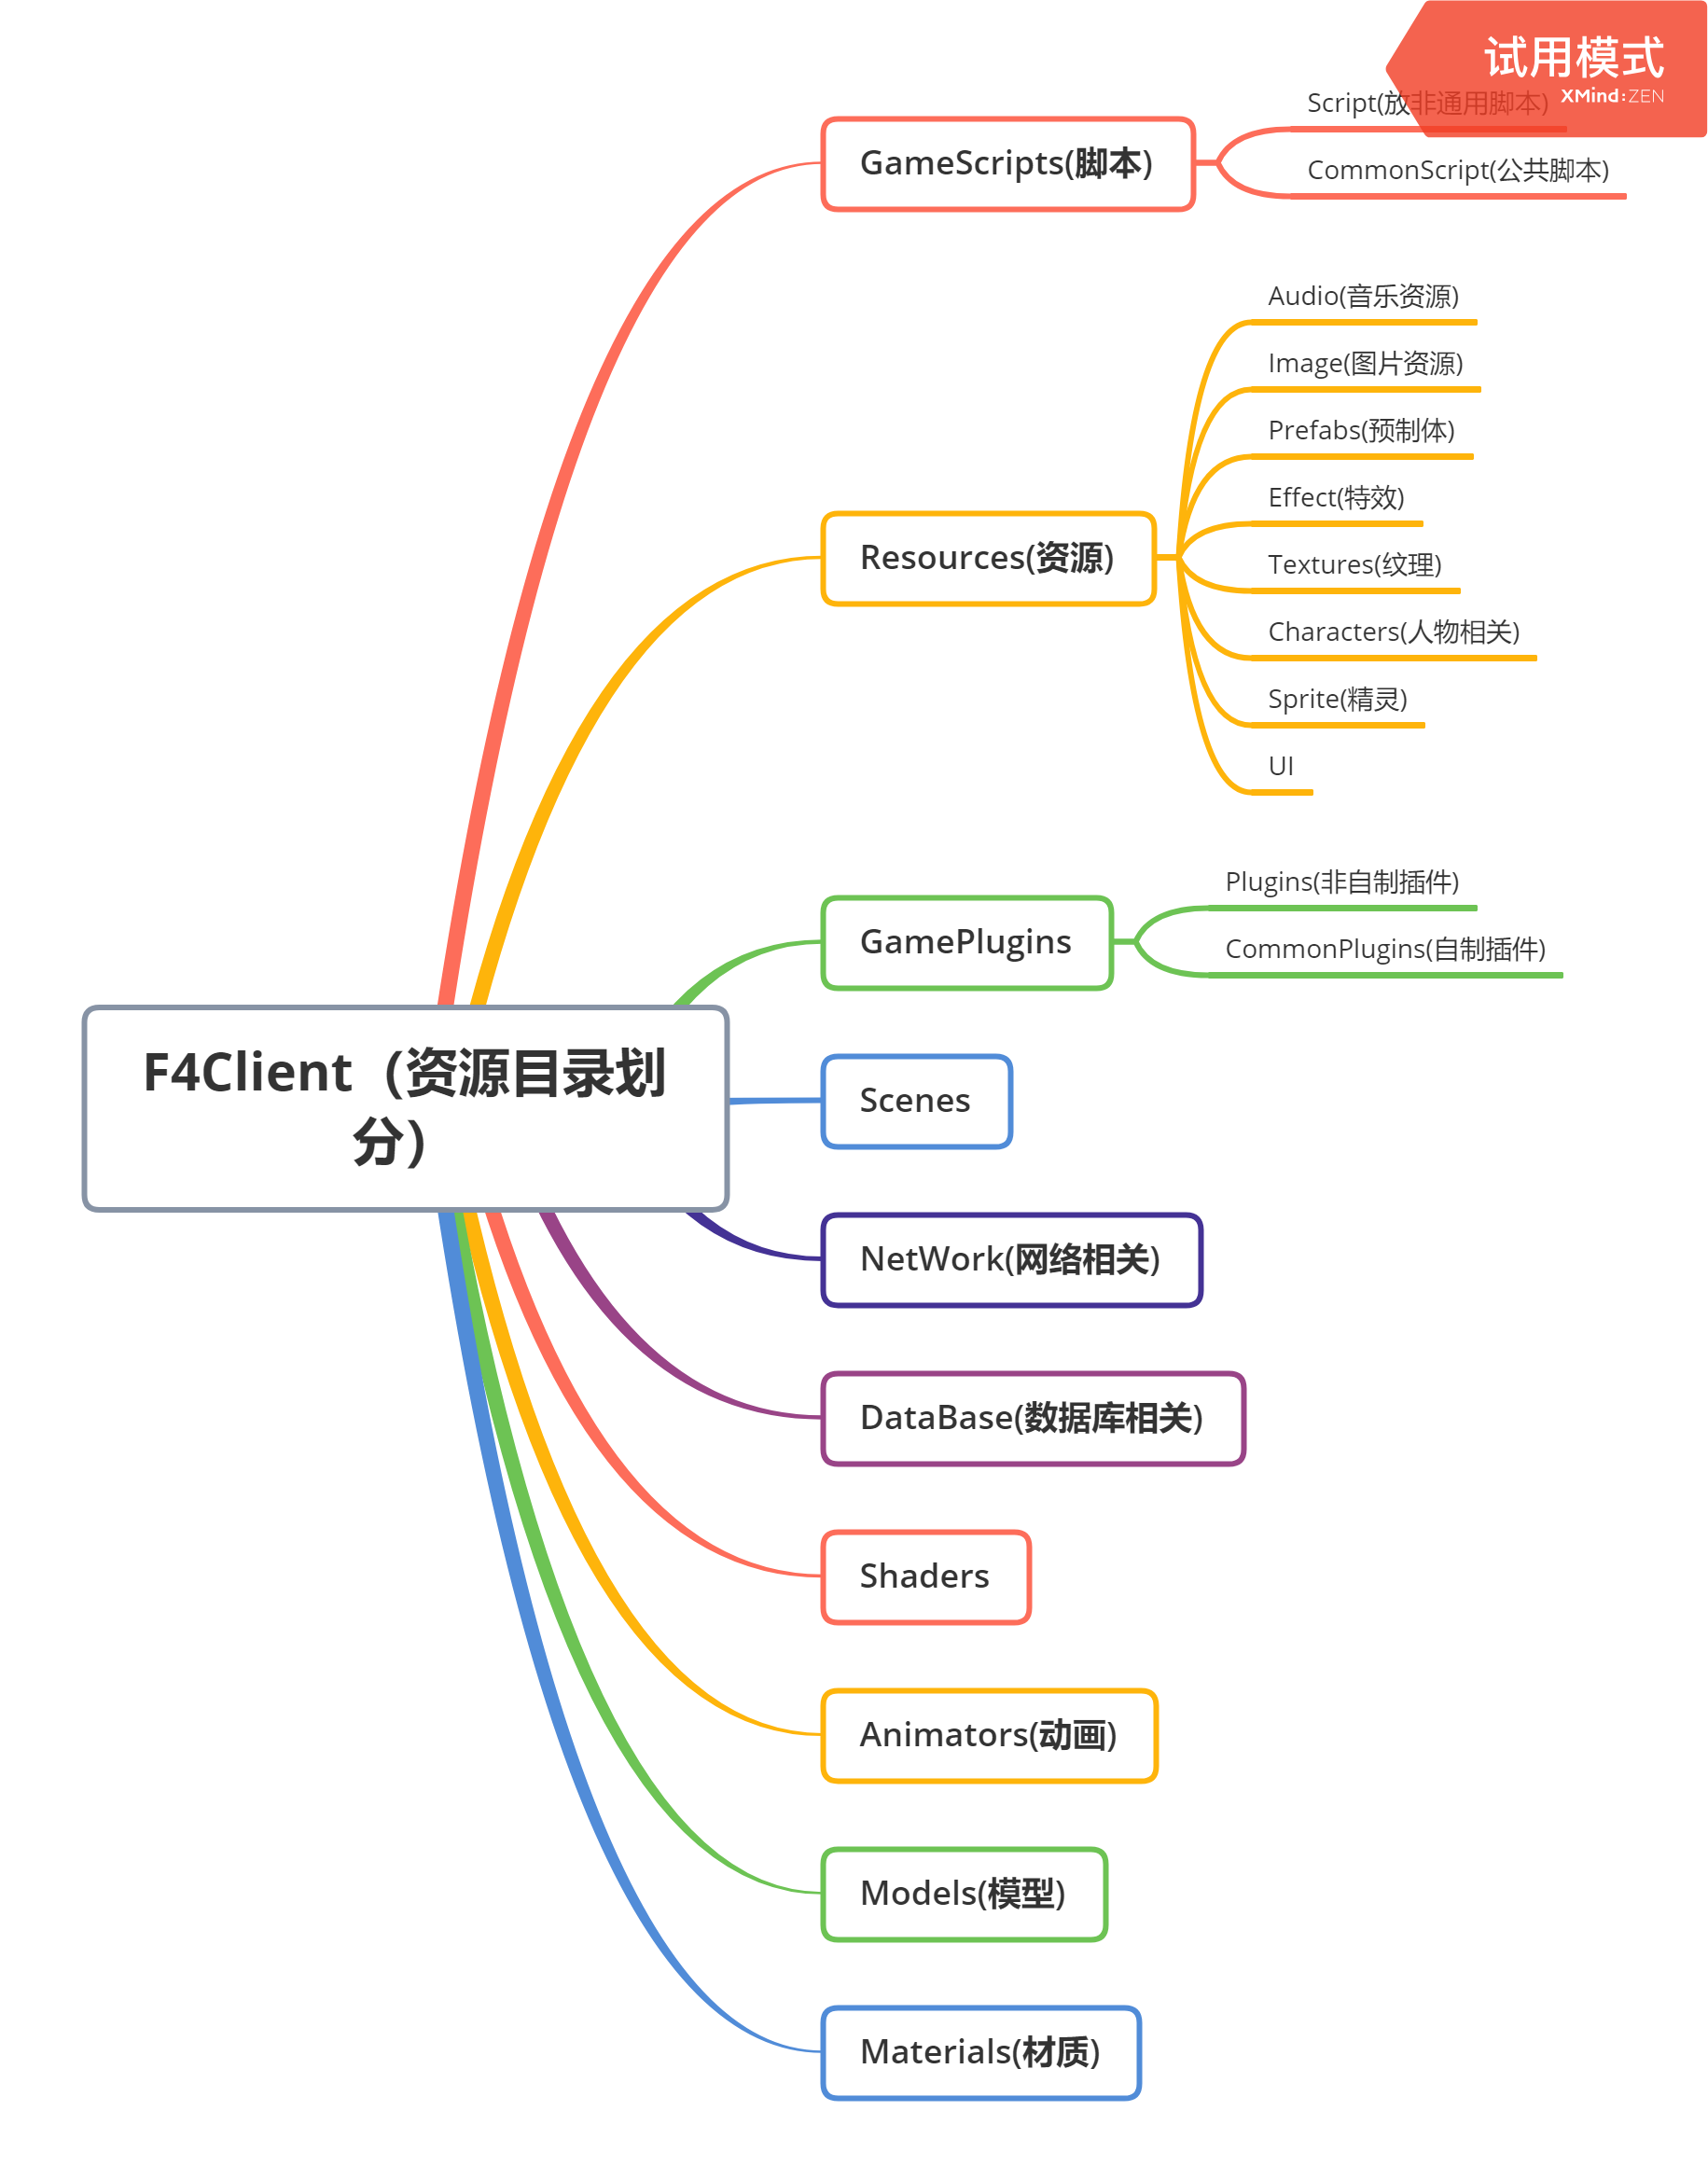 试用模式
XMind:ZEN
Script(放非通用脚本)
GameScripts(脚本)
CommonScript(公共脚本)
Audio(音乐资源)
Image(图片资源)
Prefabs(预制体)
Effect(特效)
Resources(资源)
Textures(纹理)
Characters(人物相关)
Sprite(精灵)
UI
Plugins(非自制插件)
GamePlugins
CommonPlugins(自制插件)
F4Client（资源目录划
分）
Scenes
NetWork(网络相关)
DataBase(数据库相关)
Shaders
Animators(动画)
Models(模型)
Materials(材质)